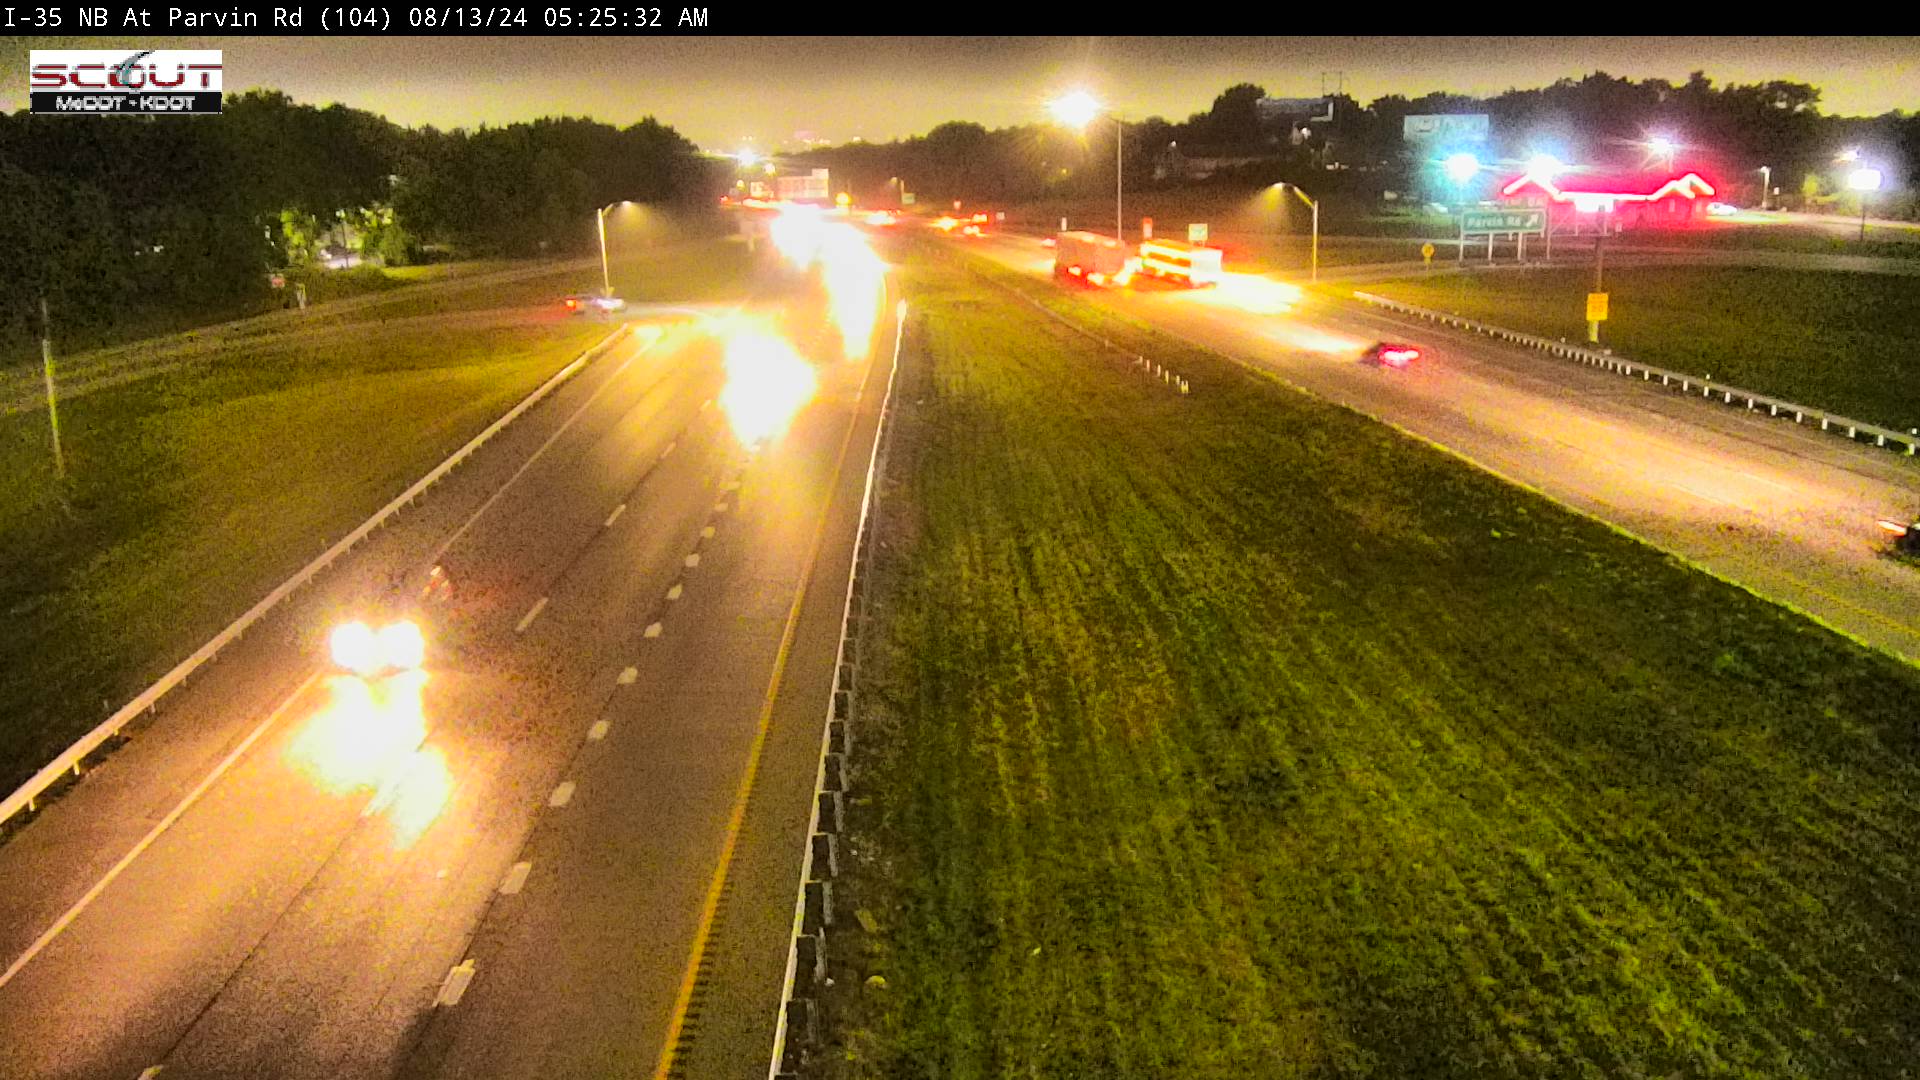 I-35 NB At Parvin Rd (104) 08/13/24 05:25:32 AM
SCOUT
MoDOT - KDOT
Parvin Rd